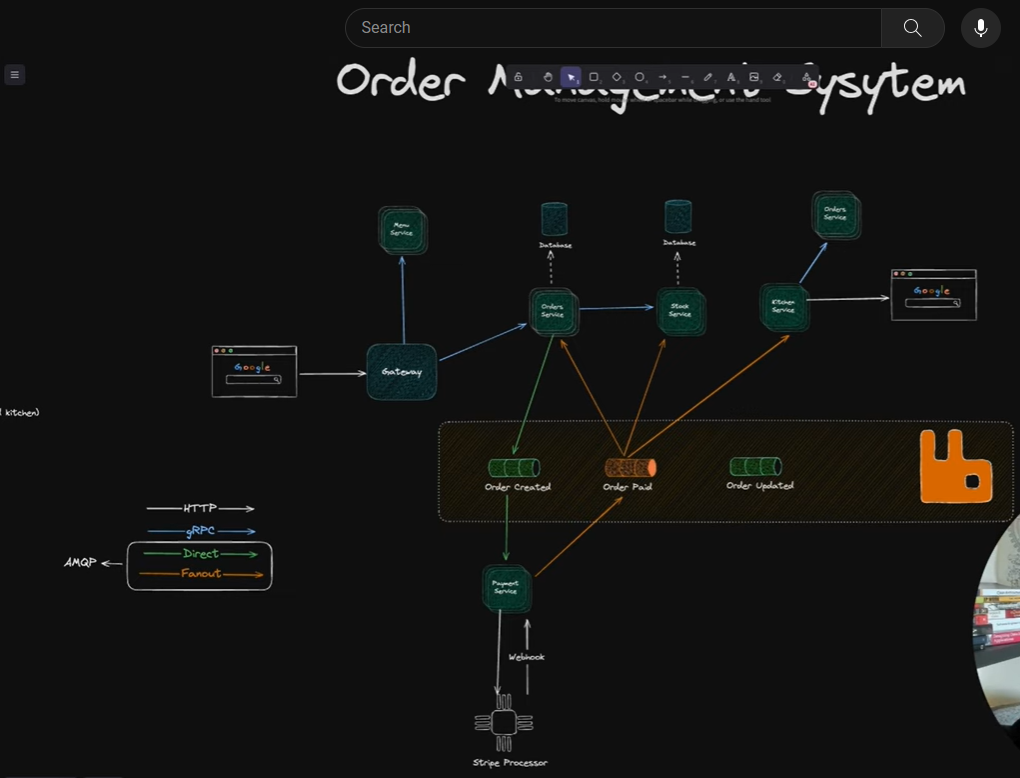 Search
Order Management Sysytem
To move canvas, hold mouse wheel or spacebar while dragging, or use the hand tool
Menu
Service
Database
Database
Orders
Service
Orders
Service
Stock
Service
Kitchen
Service
Google
Google
Gateway
kitchen)
Order Created
Order Paid
Order Updated
HTTP
gRPC
Direct
Fanout
AMQP
Payment
Service
Webhook
Stripe Processor